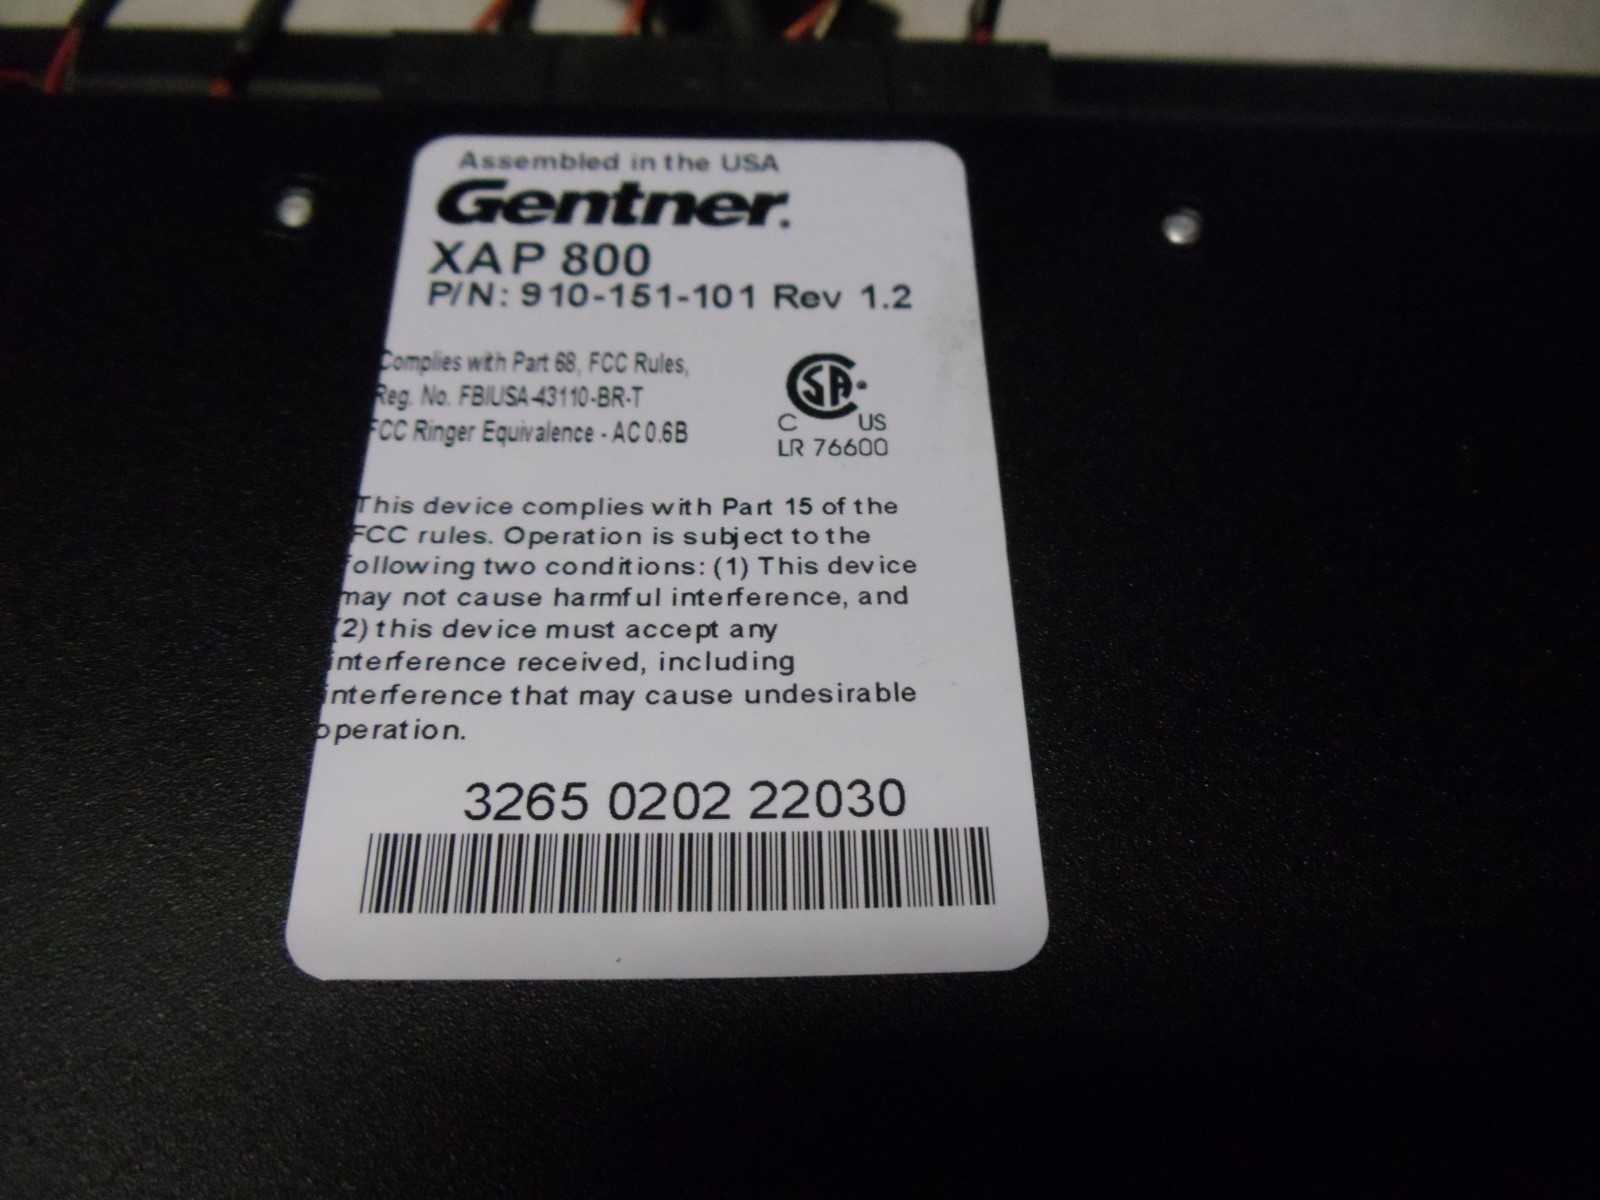 Assembled in the USA
Gentner.
XAP 800
P/N: 910-151-101 Rev 1.2
Complies with Part 68, FCC Rules,
Reg. No. FBIUSA-43110-BR-T
FCC Ringer Equivalence - AC 0.6B
CSA
C US
LR 76600
This device complies with Part 15 of the
FCC rules. Operation is subject to the
following two conditions: (1) This device
may not cause harmful interference, and
(2) this device must accept any
interference received, including
interference that may cause undesirable
operation.
3265 0202 22030